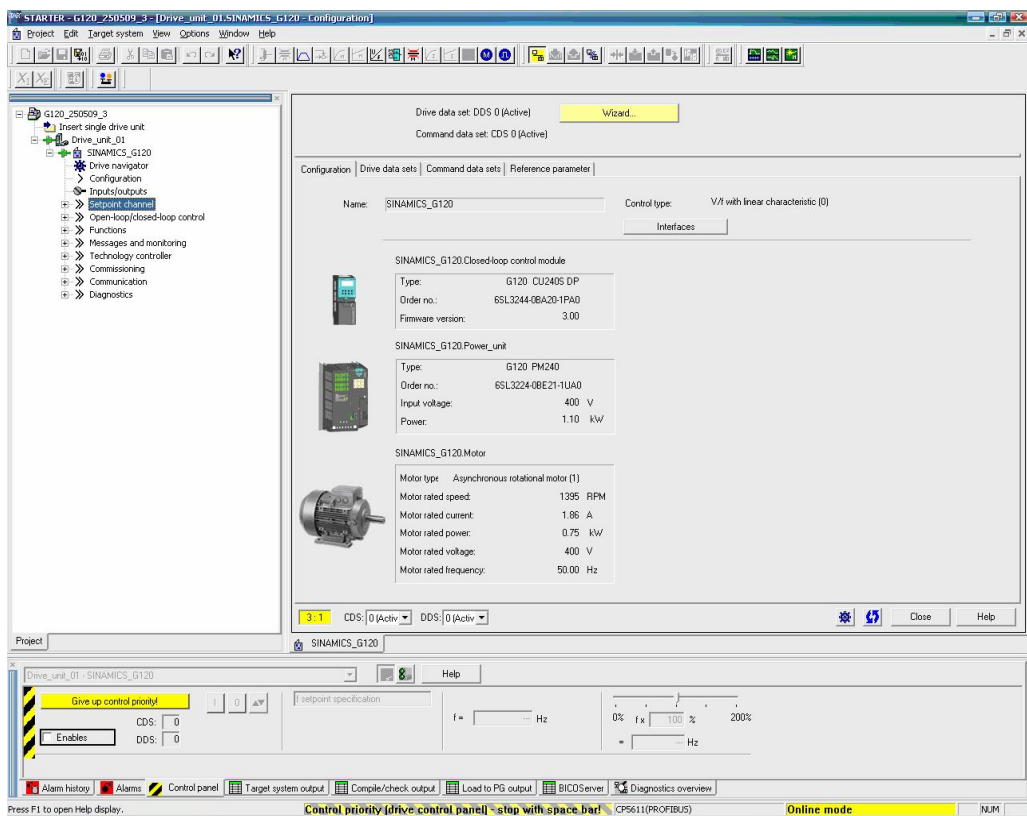 STARTER - G120_250509_3 - [Drive_unit_01.SINAMICS_G120 - Configuration]
Project Edit Target system View Options Window Help
G120_250509_3
Insert single drive unit
Drive_unit_01
SINAMICS_G120
Drive navigator
Configuration
Inputs/outputs
Setpoint channel
Open-loop/closed-loop control
Functions
Messages and monitoring
Technology controller
Commissioning
Communication
Diagnostics
Project
Drive data set: DDS 0 (Active) Wizard...
Command data set: CDS 0 (Active)
Configuration Drive data sets Command data sets Reference parameter
Name: SINAMICS_G120 Control type: V/f with linear characteristic (0)
Interfaces
SINAMICS_G120.Closed-loop control module
Type: G120 CU240S DP
Order no.: 6SL3244-0BA20-1PA0
Firmware version: 3.00
SINAMICS_G120.Power_unit
Type: G120 PM240
Order no.: 6SL3224-0BE21-1UA0
Input voltage: 400 V
Power: 1.10 kW
SINAMICS_G120.Motor
Motor type Asynchronous rotational motor (1)
Motor rated speed: 1395 RPM
Motor rated current: 1.86 A
Motor rated power: 0.75 kW
Motor rated voltage: 400 V
Motor rated frequency: 50.00 Hz
3:1 CDS: 0 (Activ DDS: 0 (Activ Close Help
SINAMICS_G120
Drive_unit_01 - SINAMICS_G120 Help
Give up control priority! I 0 f setpoint specification
CDS: 0 f = --- Hz 0% f x 100 % 200%
Enables DDS: 0 = --- Hz
Alarm history Alarms Control panel Target system output Compile/check output Load to PG output BICOServer Diagnostics overview
Press F1 to open Help display. Control priority [drive control panel] - stop with space bar! CP5611(PROFIBUS) Online mode NUM